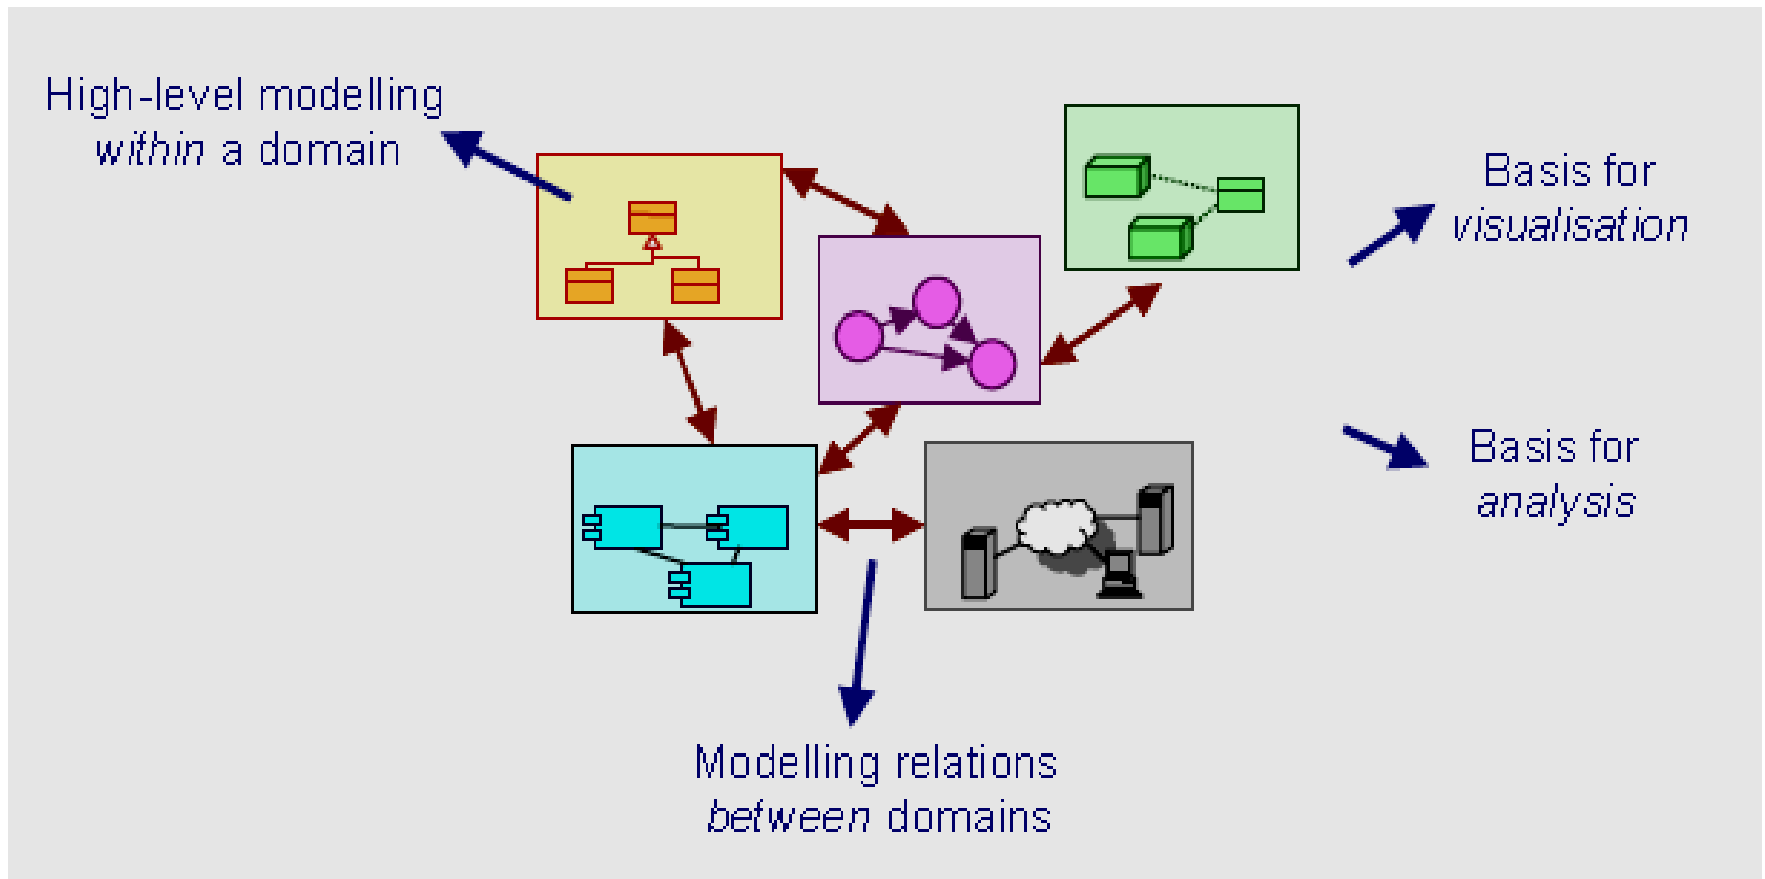 High-level modelling
within a domain
Basis for
visualisation
Basis for
analysis
Modelling relations
between domains